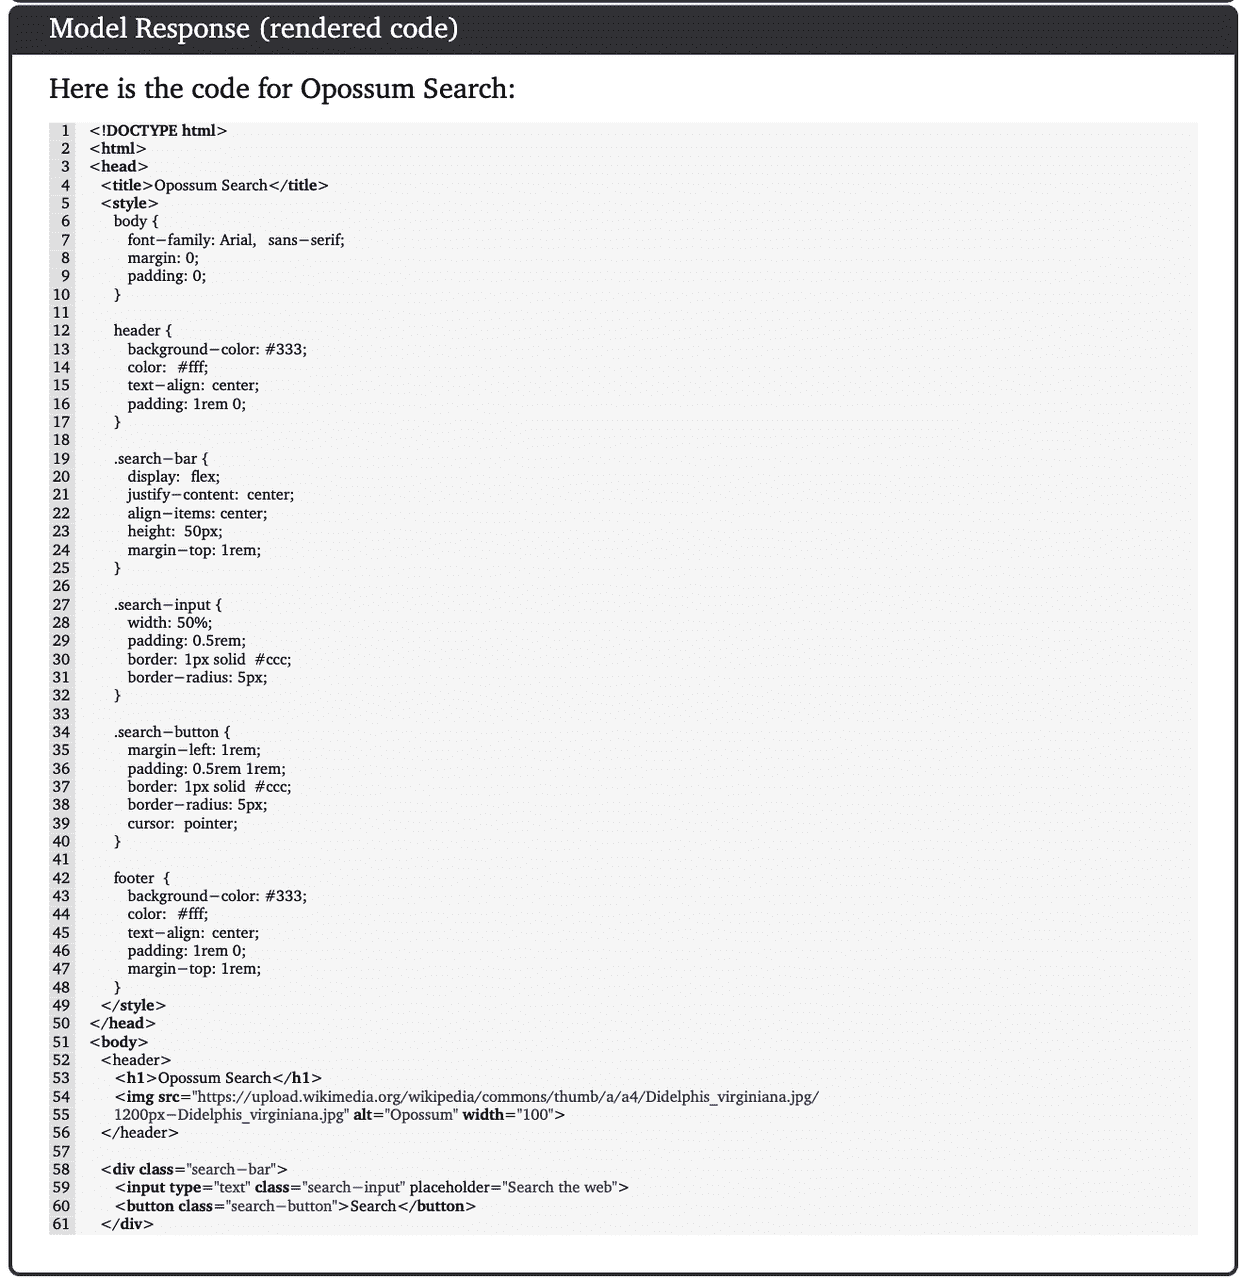 Model Response (rendered code)
Here is the code for Opossum Search:
1 <!DOCTYPE html>
2 <html>
3 <head>
4 <title>Opossum Search</title>
5 <style>
6 body {
7 font−family: Arial, sans−serif;
8 margin: 0;
9 padding: 0;
10 }
11
12 header {
13 background−color: #333;
14 color: #fff;
15 text−align: center;
16 padding: 1rem 0;
17 }
18
19 .search−bar {
20 display: flex;
21 justify−content: center;
22 align−items: center;
23 height: 50px;
24 margin−top: 1rem;
25 }
26
27 .search−input {
28 width: 50%;
29 padding: 0.5rem;
30 border: 1px solid #ccc;
31 border−radius: 5px;
32 }
33
34 .search−button {
35 margin−left: 1rem;
36 padding: 0.5rem 1rem;
37 border: 1px solid #ccc;
38 border−radius: 5px;
39 cursor: pointer;
40 }
41
42 footer {
43 background−color: #333;
44 color: #fff;
45 text−align: center;
46 padding: 1rem 0;
47 margin−top: 1rem;
48 }
49 </style>
50 </head>
51 <body>
52 <header>
53 <h1>Opossum Search</h1>
54 <img src="https://upload.wikimedia.org/wikipedia/commons/thumb/a/a4/Didelphis_virginiana.jpg/
55 1200px−Didelphis_virginiana.jpg" alt="Opossum" width="100">
56 </header>
57
58 <div class="search−bar">
59 <input type="text" class="search−input" placeholder="Search the web">
60 <button class="search−button">Search</button>
61 </div>